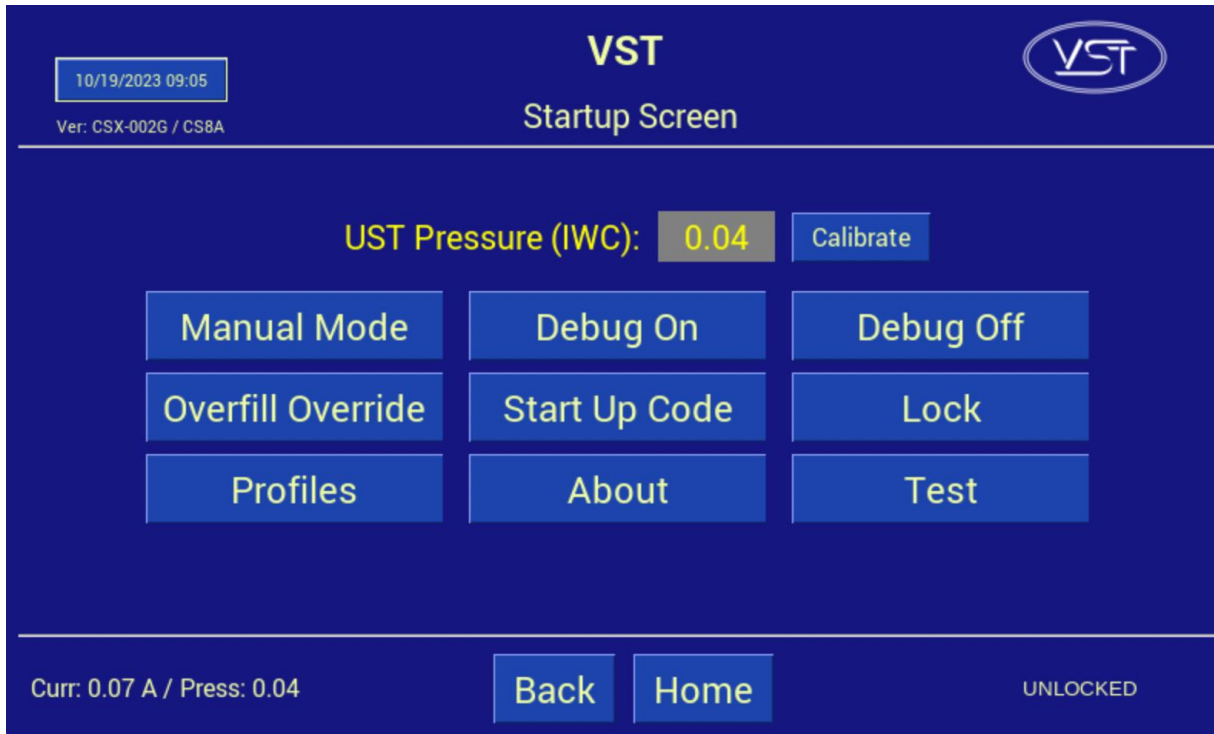 VST
VST
10/19/2023 09:05
Ver: CSX-002G / CS8A
Startup Screen
UST Pressure (IWC): 0.04 Calibrate
Manual Mode Debug On Debug Off
Overfill Override Start Up Code Lock
Profiles About Test
Curr: 0.07 A / Press: 0.04 Back Home UNLOCKED